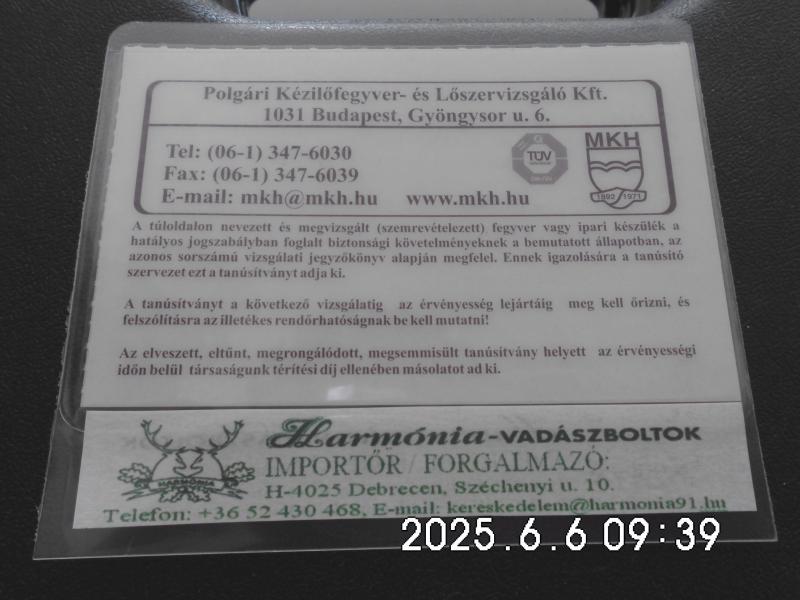 Polgári Kézilőfegyver- és Lőszervizsgáló Kft.
1031 Budapest, Gyöngysor u. 6.
Tel: (06-1) 347-6030
Fax: (06-1) 347-6039
E-mail: mkh@mkh.hu www.mkh.hu
TÜV
MKH
1892 1971
A túloldalon nevezett és megvizsgált (szemrevételezett) fegyver vagy ipari készülék a
hatályos jogszabályban foglalt biztonsági követelményeknek a bemutatott állapotban, az
azonos sorszámú vizsgálati jegyzőkönyv alapján megfelel. Ennek igazolására a tanúsító
szervezet ezt a tanúsítványt adja ki.
A tanúsítványt a következő vizsgálatig az érvényesség lejártáig meg kell őrizni, és
felszólításra az illetékes rendőrhatóságnak be kell mutatni!
Az elveszett, eltűnt, megrongálódott, megsemmisült tanúsítvány helyett az érvényességi
időn belül társaságunk térítési díj ellenében másolatot ad ki.
Harmónia-VADÁSZBOLTOK
IMPORTŐR / FORGALMAZÓ:
HARMÓNIA
H-4025 Debrecen, Széchenyi u. 10.
Telefon: +36 52 430 468, E-mail: kereskedelem@harmonia91.hu
2025.6.6 09:39